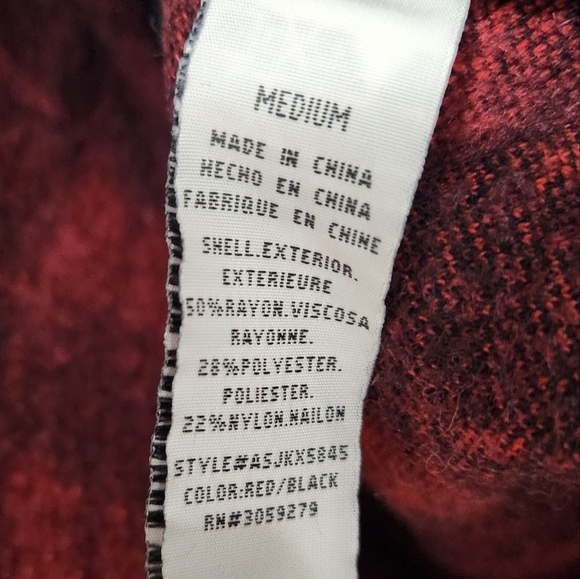 MEDIUM
MADE IN CHINA
HECHO EN CHINA
FABRIQUE EN CHINE
SHELL.EXTERIOR.
EXTERIEURE
50%RAYON.VISCOSA
RAYONNE.
28%POLYESTER.
POLIESTER.
22%NYLON.NAILON
STYLE#A5JKX5845
COLOR:RED/BLACK
RN#3059279